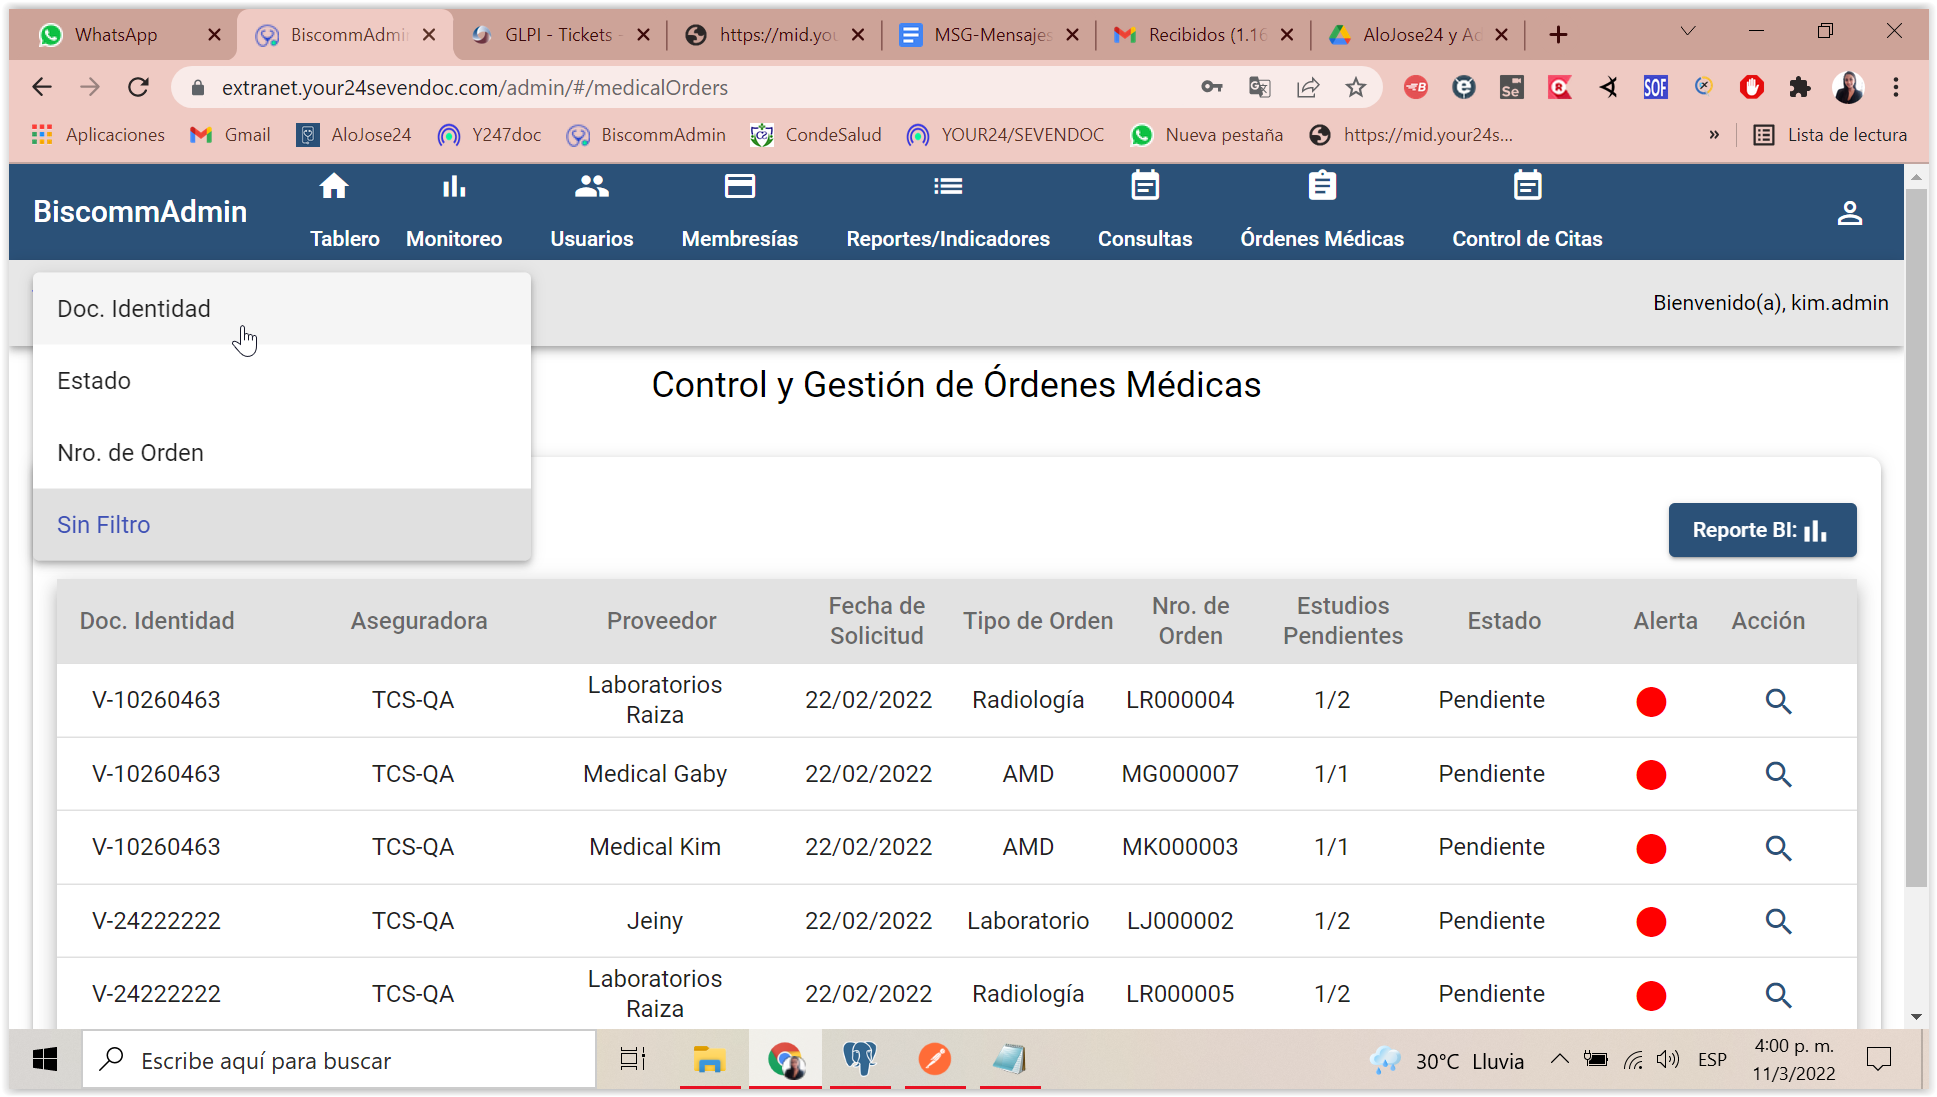 WhatsApp
BiscommAdmi
GLPI - Tickets -
https://mid.you
MSG-Mensajes
Recibidos (1.16
AloJose24 y Ad
extranet.your24sevendoc.com/admin/#/medicalOrders
Se
SOF
Aplicaciones
Gmail
AloJose24
Y247doc
BiscommAdmin
CondeSalud
YOUR24/SEVENDOC
Nueva pestaña
https://mid.your24s...
»
Lista de lectura
BiscommAdmin
Tablero
Monitoreo
Usuarios
Membresías
Reportes/Indicadores
Consultas
Órdenes Médicas
Control de Citas
Bienvenido(a), kim.admin
Doc. Identidad
Estado
Nro. de Orden
Sin Filtro
Control y Gestión de Órdenes Médicas
Reporte BI:
Doc. Identidad Aseguradora Proveedor Fecha de Solicitud Tipo de Orden Nro. de Orden Estudios Pendientes Estado Alerta Acción
V-10260463 TCS-QA Laboratorios Raiza 22/02/2022 Radiología LR000004 1/2 Pendiente
V-10260463 TCS-QA Medical Gaby 22/02/2022 AMD MG000007 1/1 Pendiente
V-10260463 TCS-QA Medical Kim 22/02/2022 AMD MK000003 1/1 Pendiente
V-24222222 TCS-QA Jeiny 22/02/2022 Laboratorio LJ000002 1/2 Pendiente
V-24222222 TCS-QA Laboratorios Raiza 22/02/2022 Radiología LR000005 1/2 Pendiente
Escribe aquí para buscar
30°C Lluvia
ESP
4:00 p. m.
11/3/2022